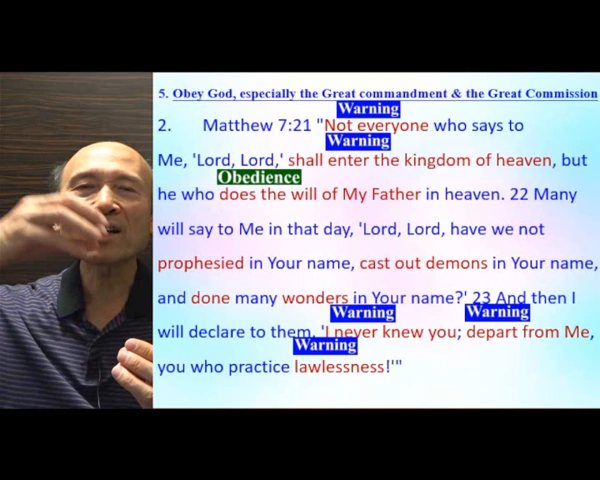 5. Obey God, especially the Great commandment & the Great Commission
Warning
2. Matthew 7:21 "Not everyone who says to
Warning
Me, 'Lord, Lord,' shall enter the kingdom of heaven, but
Obedience
he who does the will of My Father in heaven. 22 Many
will say to Me in that day, 'Lord, Lord, have we not
prophesied in Your name, cast out demons in Your name,
and done many wonders in Your name?' 23 And then I
Warning Warning
will declare to them, 'I never knew you; depart from Me,
Warning
you who practice lawlessness!'"